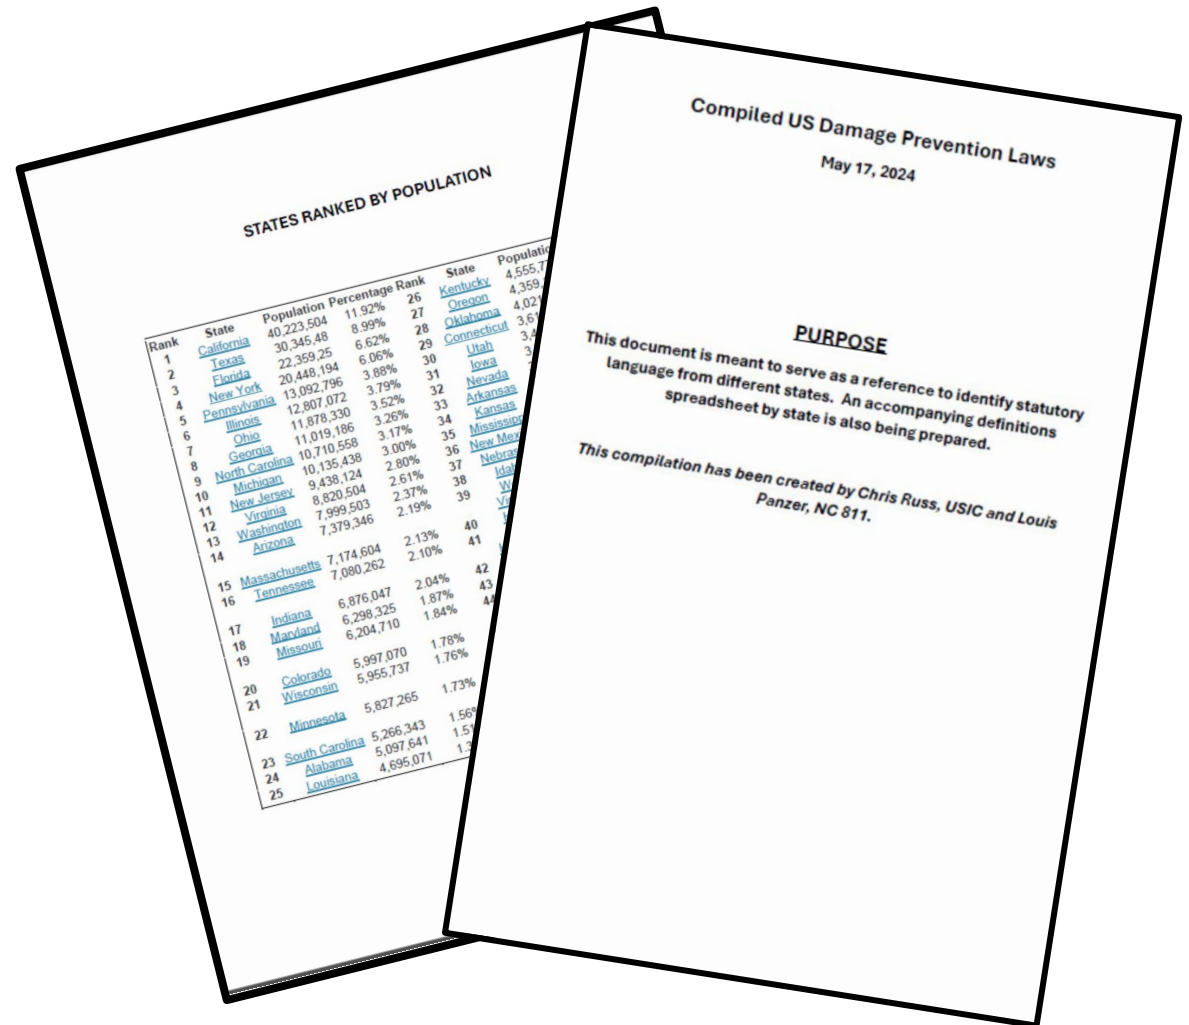 STATES RANKED BY POPULATION
Rank State Population Percentage Rank State
1 California 40,223,504 11.92% 26 Kentucky
2 Texas 30,345,48 8.99% 27 Oregon
3 Florida 22,359,25 6.62% 28 Oklahoma
4 New York 20,448,194 6.06% 29 Connecticut
5 Pennsylvania 13,092,796 3.88% 30 Utah
6 Illinois 12,807,072 3.79% 31 Iowa
7 Ohio 11,878,330 3.52% 32 Nevada
8 Georgia 11,019,186 3.26% 33 Arkansas
9 North Carolina 10,710,558 3.17% 34 Kansas
10 Michigan 10,135,438 3.00% 35
11 New Jersey 9,438,124 2.80% 36 New
12 Virginia 8,820,504 2.61% 37
13 Washington 7,999,503 2.37% 38
14 Arizona 7,379,346 2.19% 39
15 Massachusetts 7,174,604 2.13% 40
16 Tennessee 7,080,262 2.10% 41
17 Indiana 6,876,047 2.04% 42
18 Maryland 6,298,325 1.87% 43
19 Missouri 6,204,710 1.84%
20 Colorado 5,997,070 1.78%
21 Wisconsin 5,955,737 1.76%
22 Minnesota 5,827,265 1.73%
23 South Carolina 5,266,343
24 Alabama 5,097,641
25 Louisiana 4,695,071
Compiled US Damage Prevention Laws
May 17, 2024
PURPOSE
This document is meant to serve as a reference to identify statutory
language from different states. An accompanying definitions
spreadsheet by state is also being prepared.
This compilation has been created by Chris Russ, USIC and Louis
Panzer, NC 811.